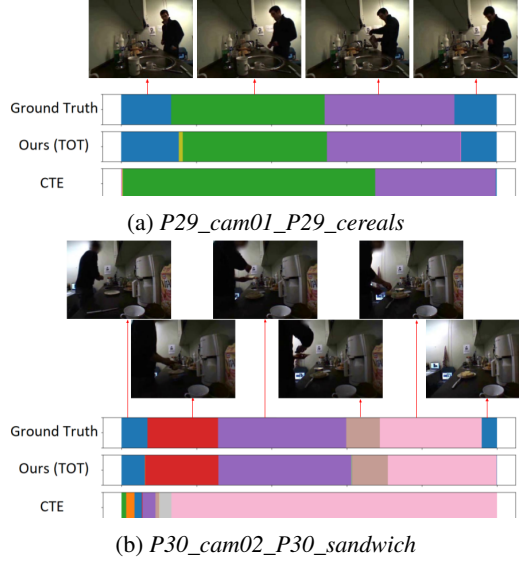 Ground Truth
Ours (TOT)
CTE
(a) P29_cam01_P29_cereals
Ground Truth
Ours (TOT)
CTE
(b) P30_cam02_P30_sandwich